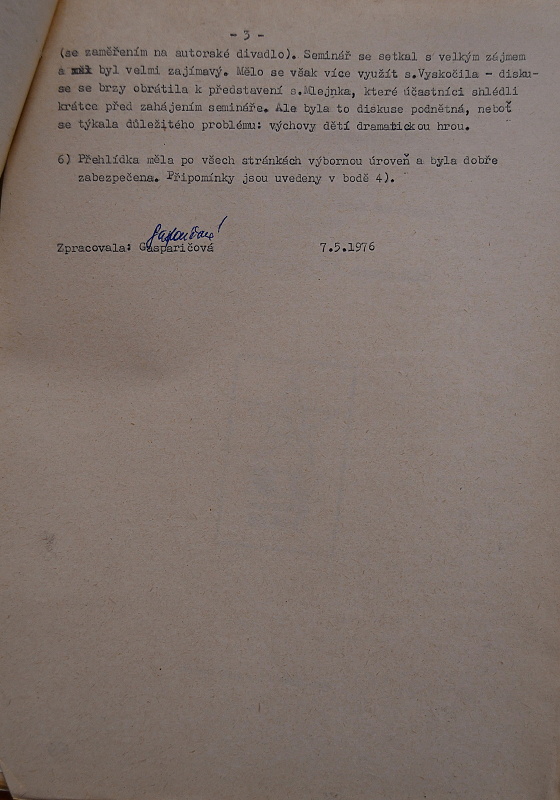 - 3 -
(se zaměřením na autorské divadlo). Seminář se setkal s velkým zájmem
a byl velmi zajímavý. Mělo se však více využít s.Vyskočila - disku-
se se brzy obrátila k představení s.Mlejnka, které účastníci shlédli
krátce před zahájením semináře. Ale byla to diskuse podnětná, neboť
se týkala důležitého problému: výchovy dětí dramatickou hrou.
6) Přehlídka měla po všech stránkách výbornou úroveň a byla dobře
zabezpečena. Připomínky jsou uvedeny v bodě 4).
Zpracovala: Gašparičová 7.5.1976